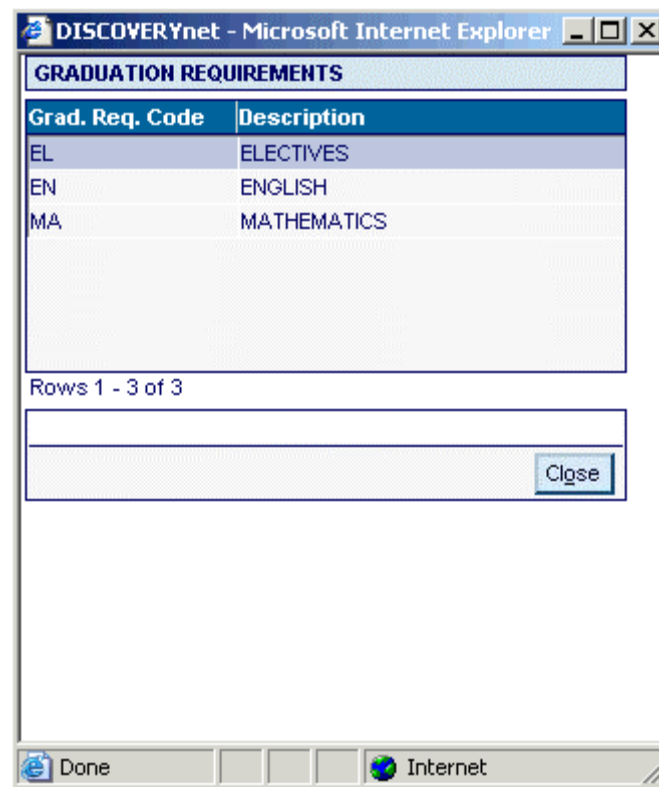 DISCOVERYnet - Microsoft Internet Explorer
GRADUATION REQUIREMENTS
Grad. Req. Code Description
EL ELECTIVES
EN ENGLISH
MA MATHEMATICS
Rows 1 - 3 of 3
Close
Done Internet